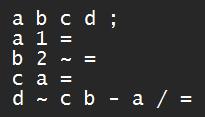 a b c d ;
a 1 =
b 2 ~ =
c a =
d ~ c b - a / =